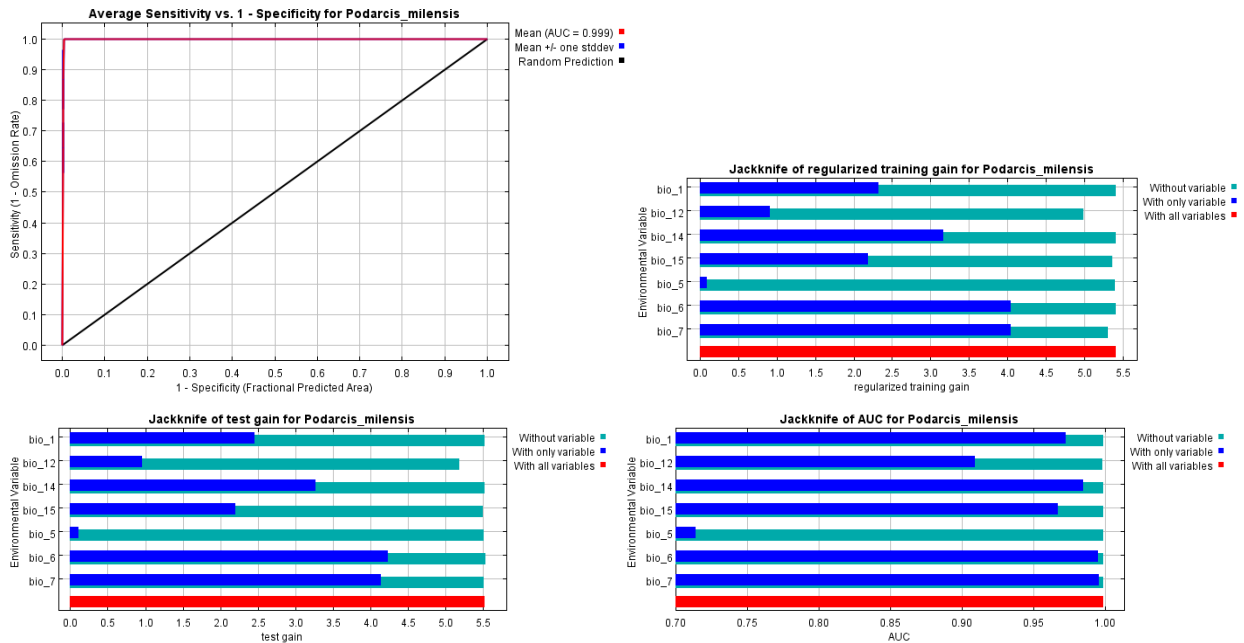 Average Sensitivity vs. 1 - Specificity for Podarcis_milensis
Mean (AUC = 0.999)
Mean +/- one stddev
Random Prediction
Sensitivity (1 - Omission Rate)
1.0
0.9
0.8
0.7
0.6
0.5
0.4
0.3
0.2
0.1
0.0
0.0 0.1 0.2 0.3 0.4 0.5 0.6 0.7 0.8 0.9 1.0
1 - Specificity (Fractional Predicted Area)
Jackknife of regularized training gain for Podarcis_milensis
Without variable
With only variable
With all variables
Environmental Variable
bio_1
bio_12
bio_14
bio_15
bio_5
bio_6
bio_7
0.0 0.5 1.0 1.5 2.0 2.5 3.0 3.5 4.0 4.5 5.0 5.5
regularized training gain
Jackknife of test gain for Podarcis_milensis
Without variable
With only variable
With all variables
Environmental Variable
bio_1
bio_12
bio_14
bio_15
bio_5
bio_6
bio_7
0.0 0.5 1.0 1.5 2.0 2.5 3.0 3.5 4.0 4.5 5.0 5.5
test gain
Jackknife of AUC for Podarcis_milensis
Without variable
With only variable
With all variables
Environmental Variable
bio_1
bio_12
bio_14
bio_15
bio_5
bio_6
bio_7
0.70 0.75 0.80 0.85 0.90 0.95 1.00
AUC